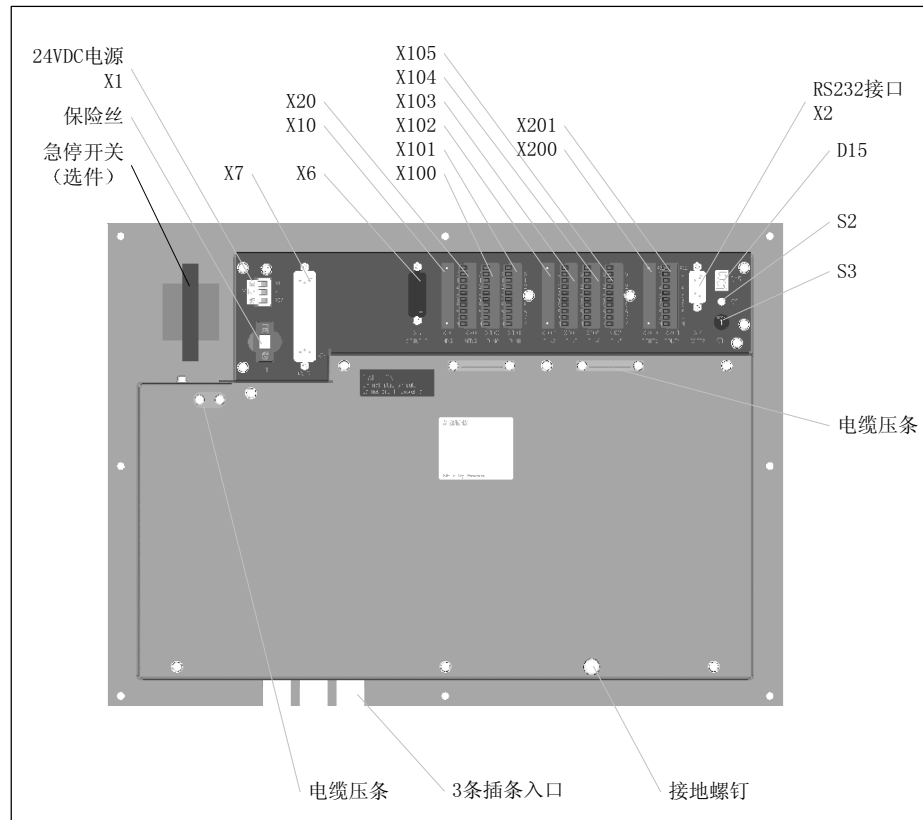 24VDC电源
X1
保险丝
急停开关
（选件）
X7
X6
X20
X10
X105
X104
X103
X102
X101
X100
X201
X200
RS232接口
X2
D15
S2
S3
电缆压条
电缆压条
3条插条入口
接地螺钉